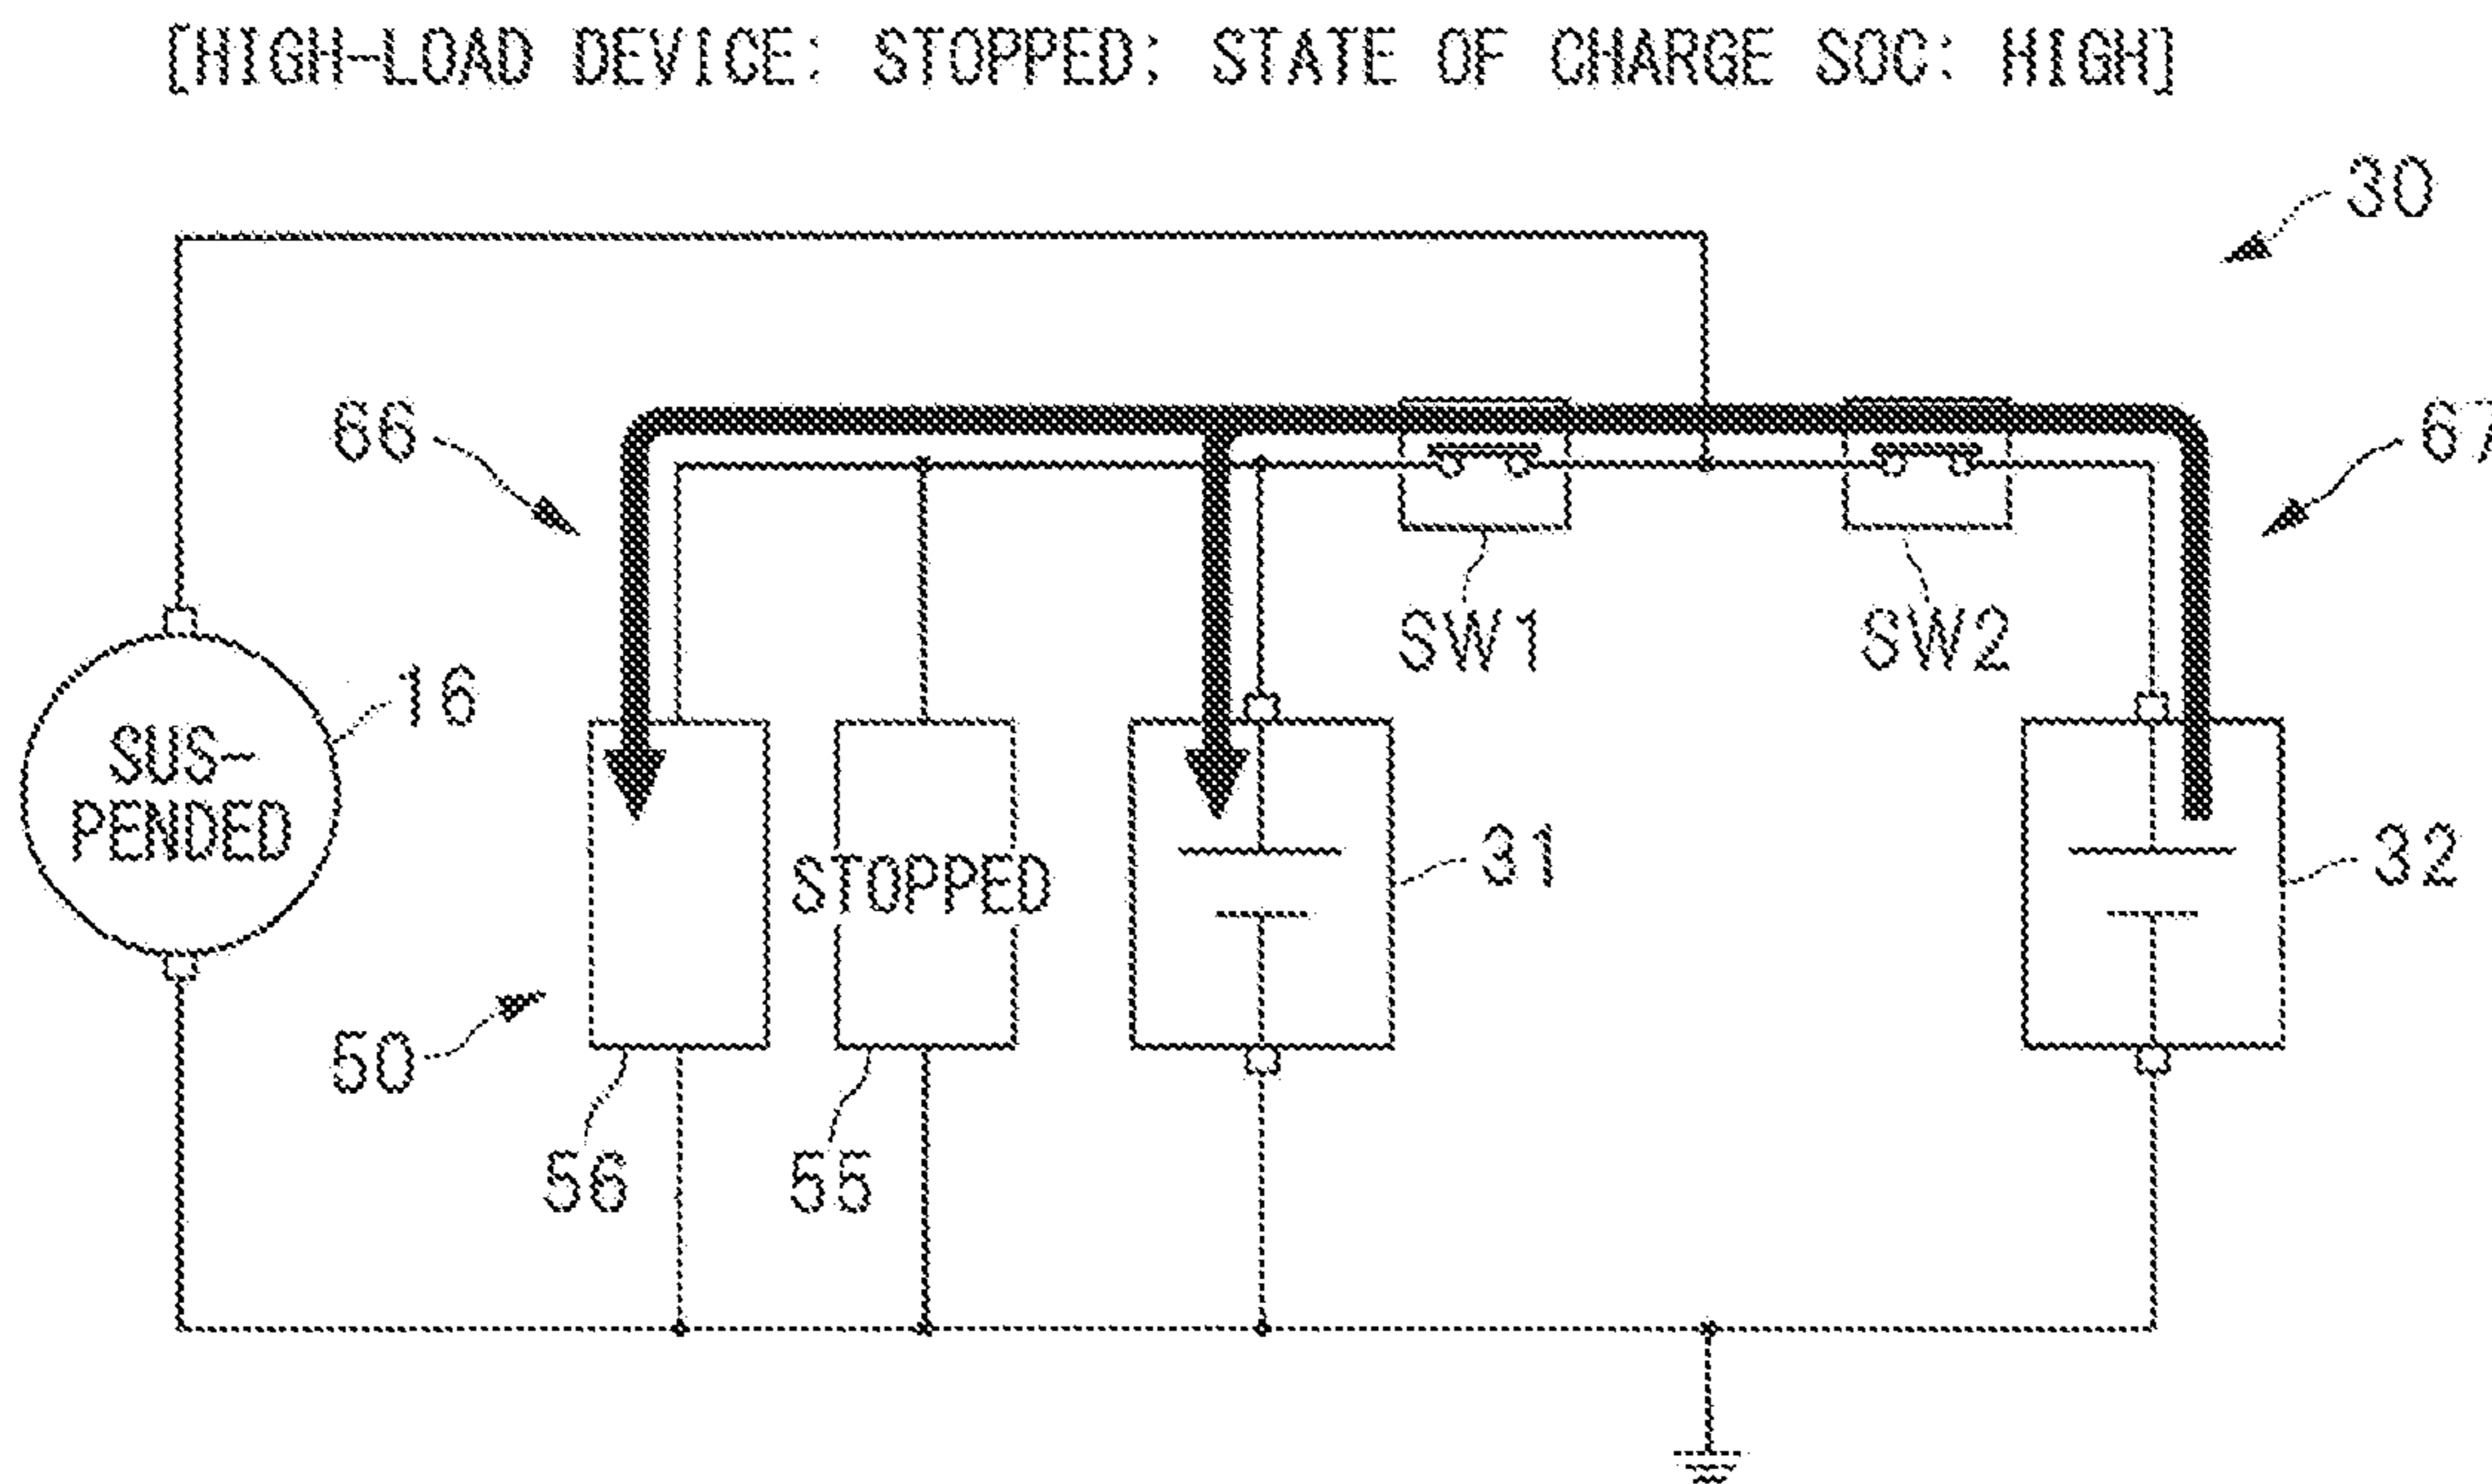 [HIGH-LOAD DEVICE: STOPPED; STATE OF CHARGE SOC: HIGH]
30
66
67
SW1
SW2
16
SUS-
PENDED
STOPPED
31
32
50
56
55